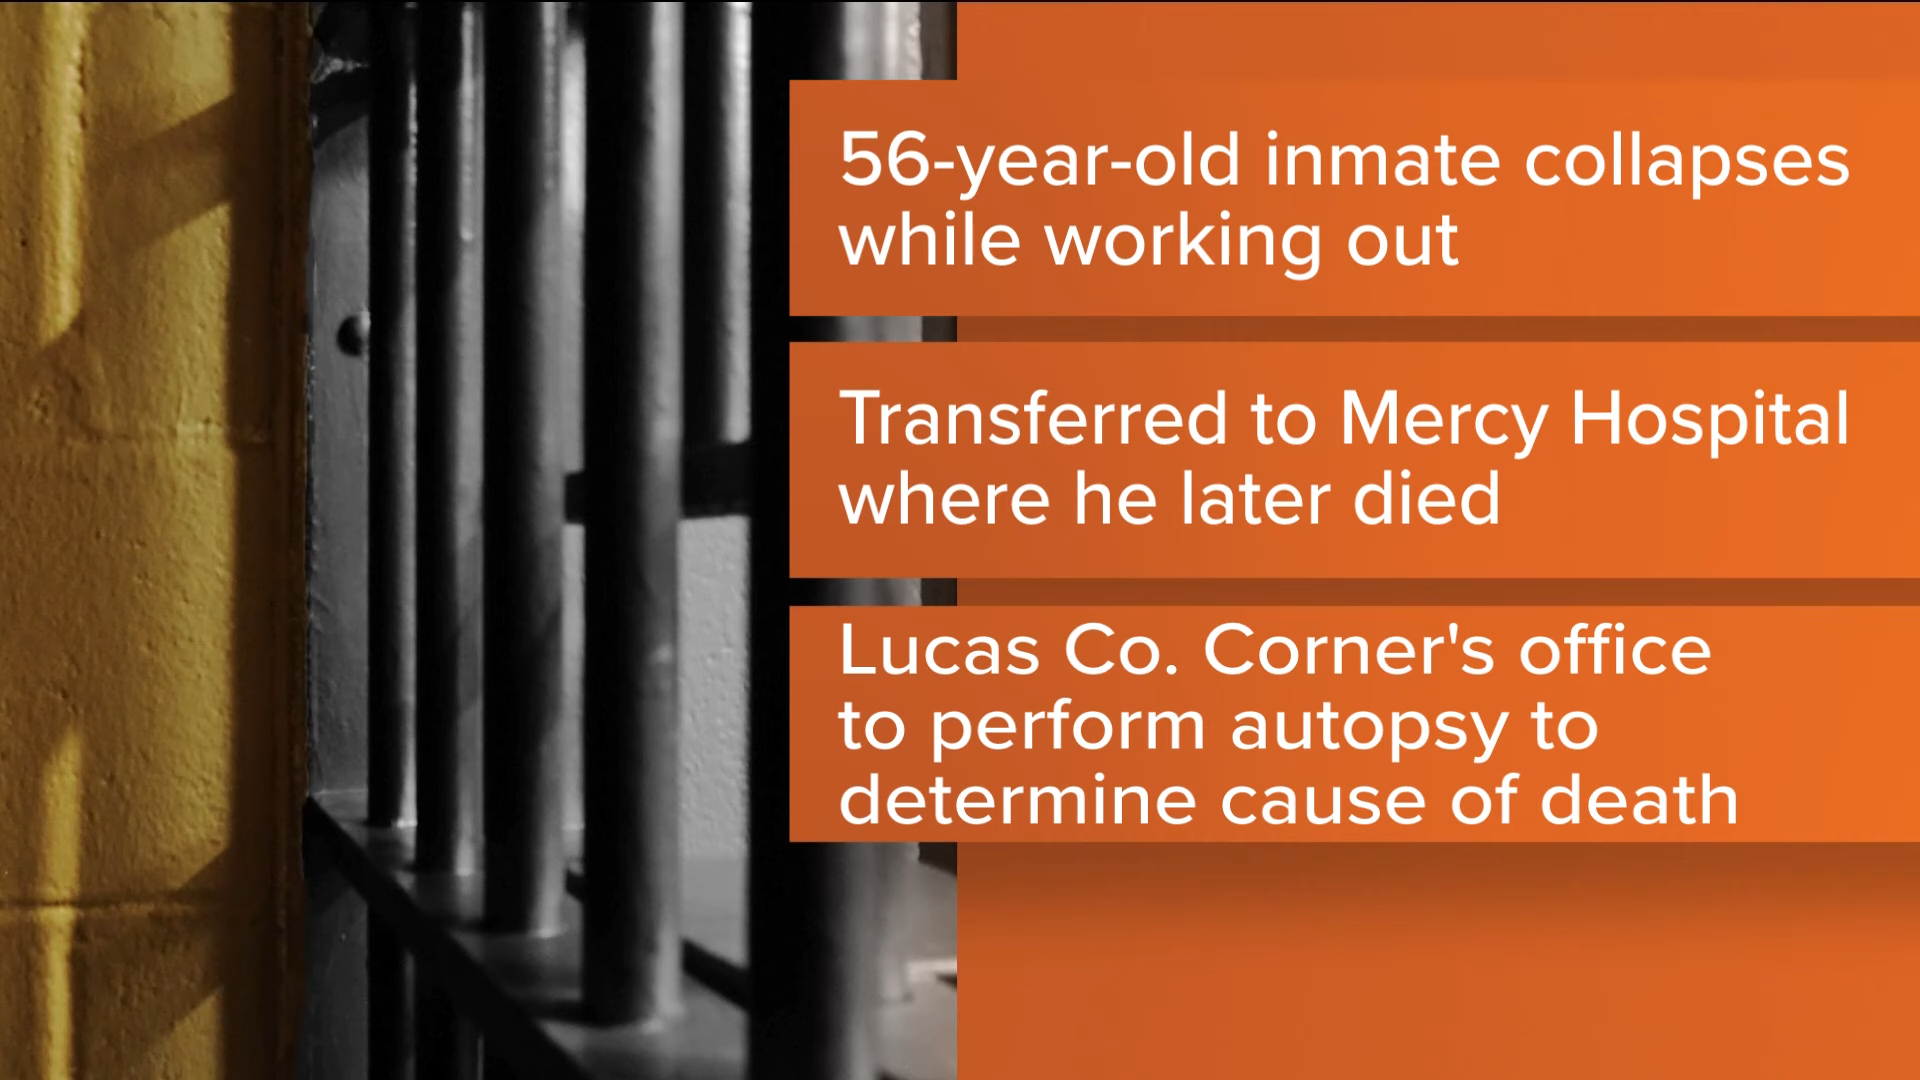 56-year-old inmate collapses
while working out
Transferred to Mercy Hospital
where he later died
Lucas Co. Corner's office
to perform autopsy to
determine cause of death